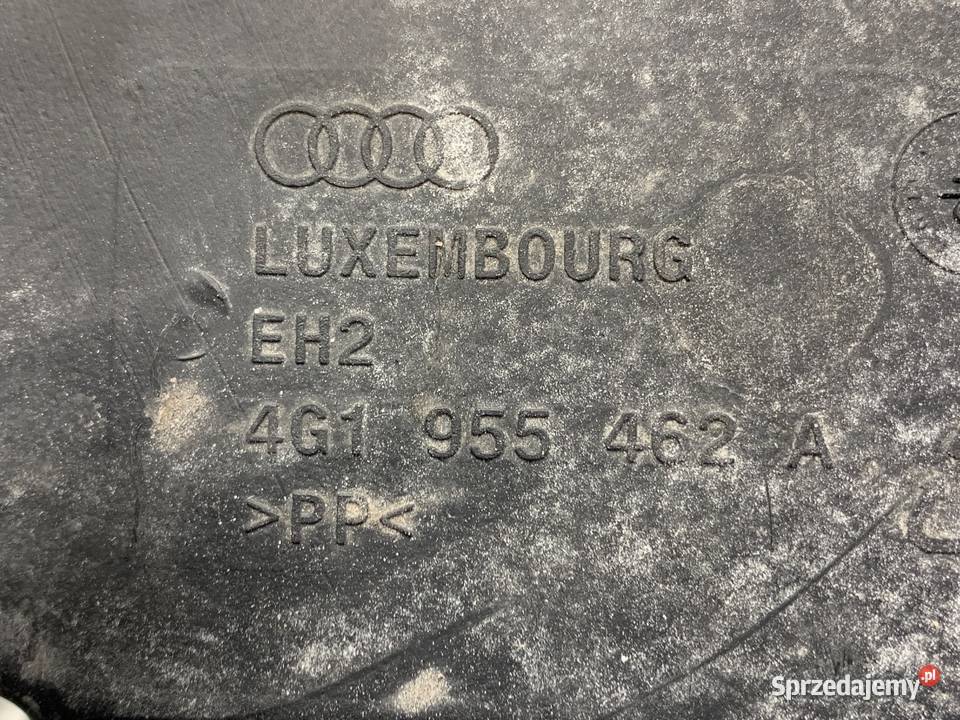 LUXEMBOURG
EH2
4G1 955 462 A
>PP<
Sprzedajemy.pl